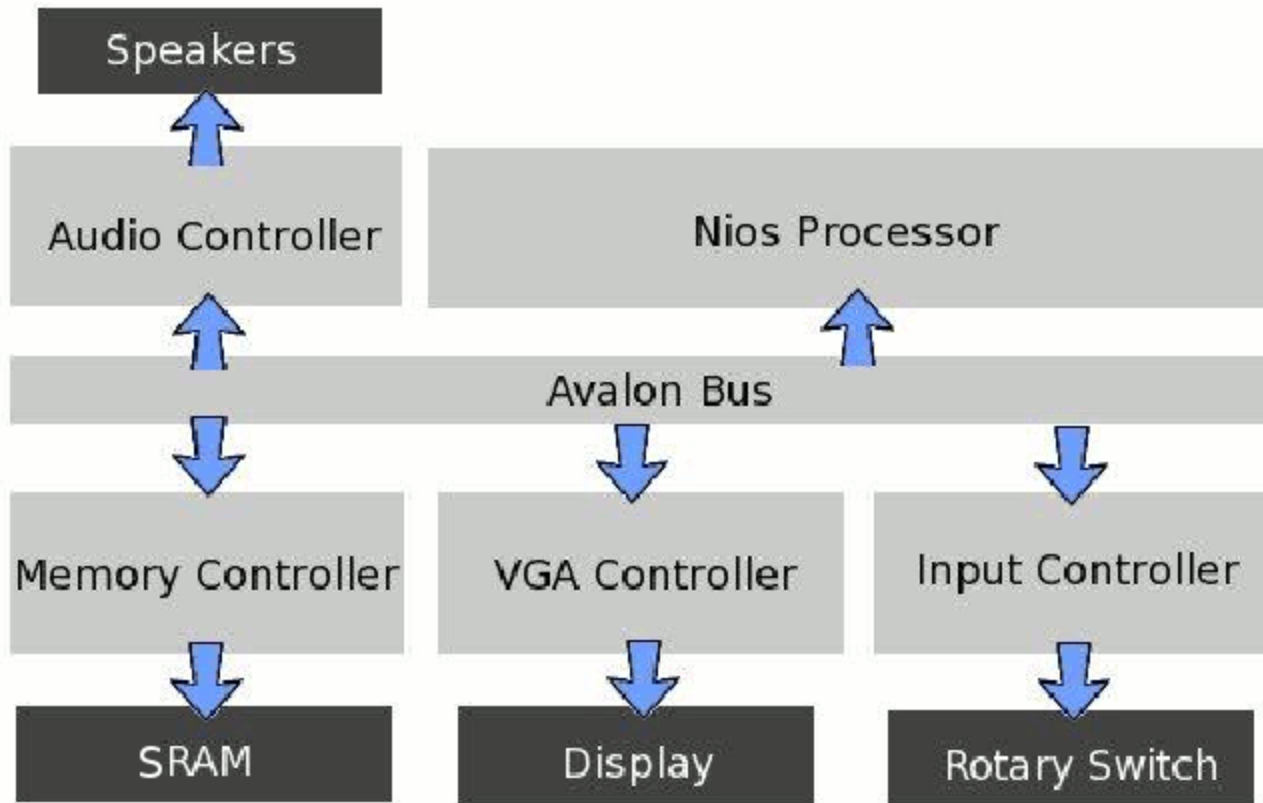 Speakers
Audio Controller
Nios Processor
Avalon Bus
Memory Controller
VGA Controller
Input Controller
SRAM
Display
Rotary Switch